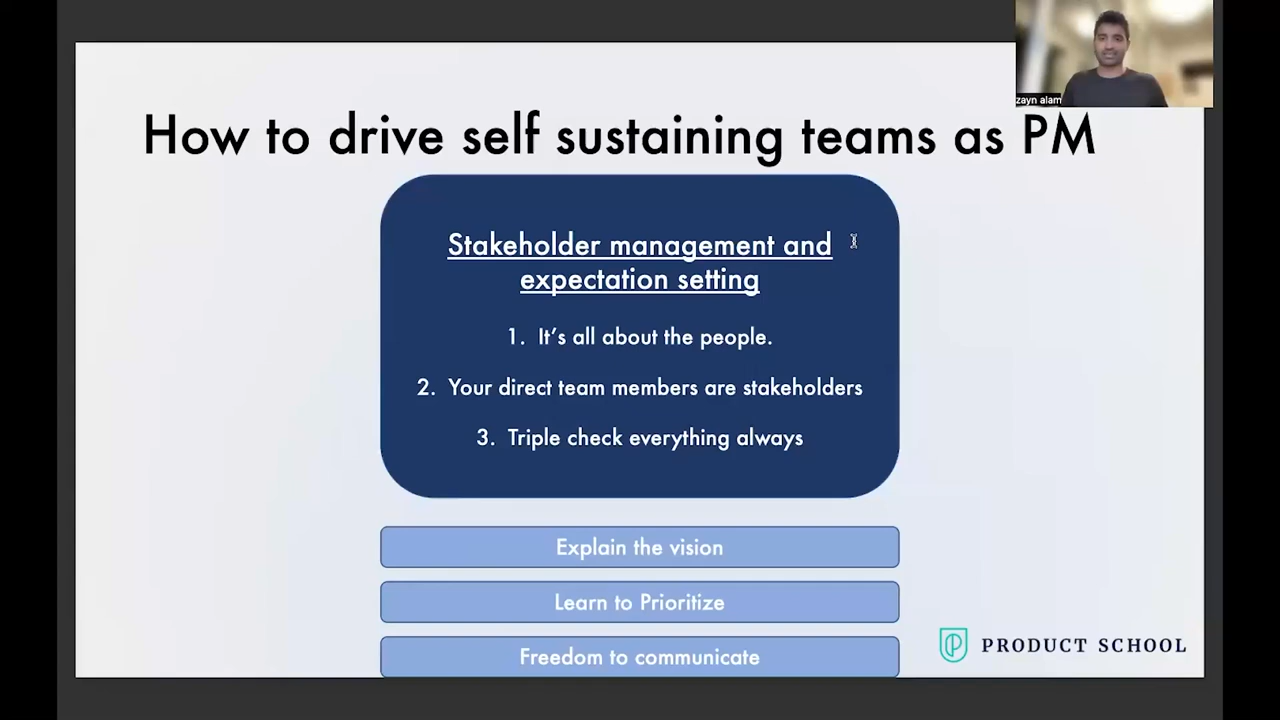 zayn alam
How to drive self sustaining teams as PM
Stakeholder management and
expectation setting
1. It’s all about the people.
2. Your direct team members are stakeholders
3. Triple check everything always
Explain the vision
Learn to Prioritize
Freedom to communicate
PRODUCT SCHOOL